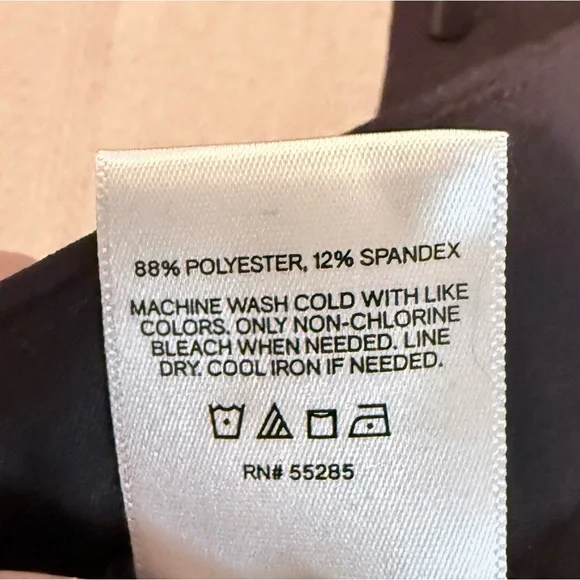 88% POLYESTER, 12% SPANDEX
MACHINE WASH COLD WITH LIKE
COLORS. ONLY NON-CHLORINE
BLEACH WHEN NEEDED. LINE
DRY. COOL IRON IF NEEDED.
RN# 55285